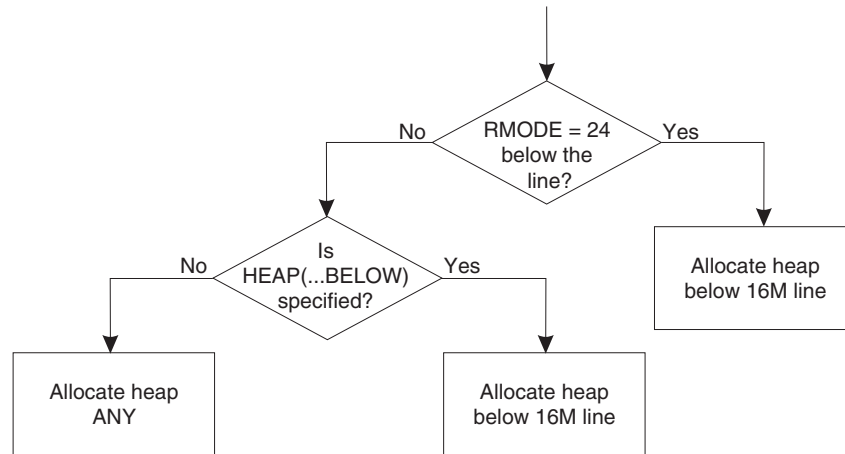 RMODE = 24
below the
line?
No
Yes
Is
HEAP(...BELOW)
specified?
No
Yes
Allocate heap
below 16M line
Allocate heap
ANY
Allocate heap
below 16M line